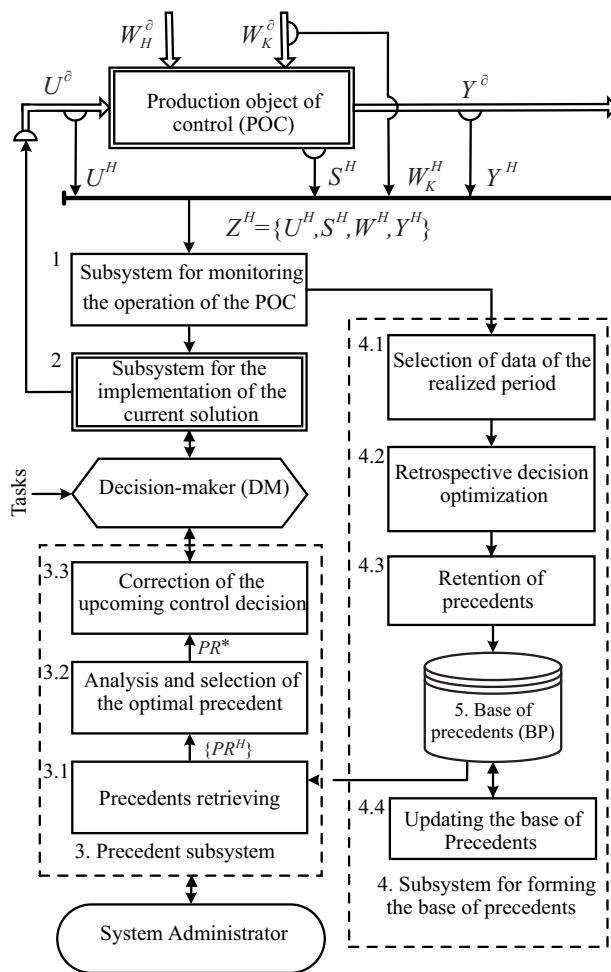 W_H^∂
W_K^∂
U^∂
Production object of
control (POC)
Y^∂
U^H
S^H
W_K^H
Y^H
Z^H={U^H,S^H,W^H,Y^H}
1
Subsystem for monitoring
the operation of the POC
2
Subsystem for the
implementation of the
current solution
Tasks
Decision-maker (DM)
3.3
Correction of the
upcoming control decision
PR*
3.2
Analysis and selection
of the optimal precedent
{PR^H}
3.1
Precedents retrieving
3. Precedent subsystem
System Administrator
4.1
Selection of data of the
realized period
4.2
Retrospective decision
optimization
4.3
Retention of
precedents
5. Base of
precedents (BP)
4.4
Updating the base of
Precedents
4. Subsystem for forming
the base of precedents